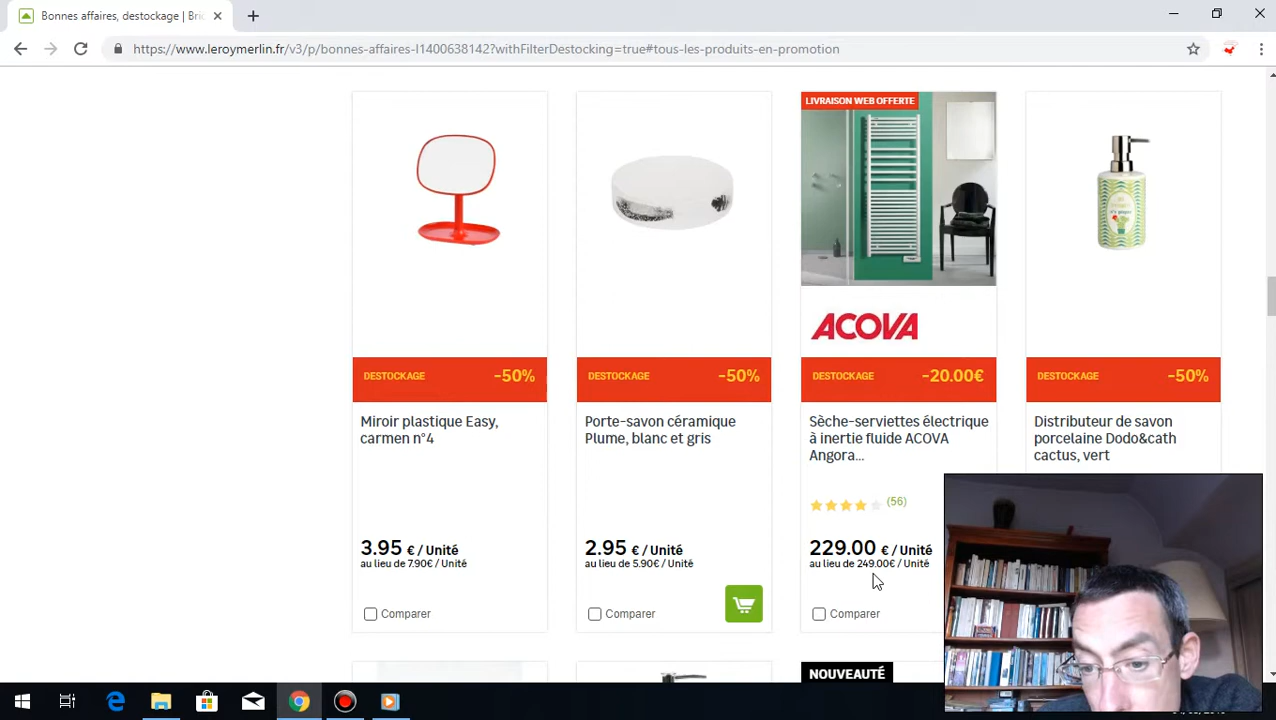 Bonnes affaires, destockage | Bric
https://www.leroymerlin.fr/v3/p/bonnes-affaires-l1400638142?withFilterDestocking=true#tous-les-produits-en-promotion
LIVRAISON WEB OFFERTE
ACOVA
DESTOCKAGE -50%
DESTOCKAGE -50%
DESTOCKAGE -20.00€
DESTOCKAGE -50%
Miroir plastique Easy,
carmen n°4
Porte-savon céramique
Plume, blanc et gris
Sèche-serviettes électrique
à inertie fluide ACOVA
Angora...
Distributeur de savon
porcelaine Dodo&cath
cactus, vert
(56)
3.95 € / Unité
au lieu de 7.90€ / Unité
2.95 € / Unité
au lieu de 5.90€ / Unité
229.00 € / Unité
au lieu de 249.00€ / Unité
Comparer
Comparer
Comparer
NOUVEAUTÉ